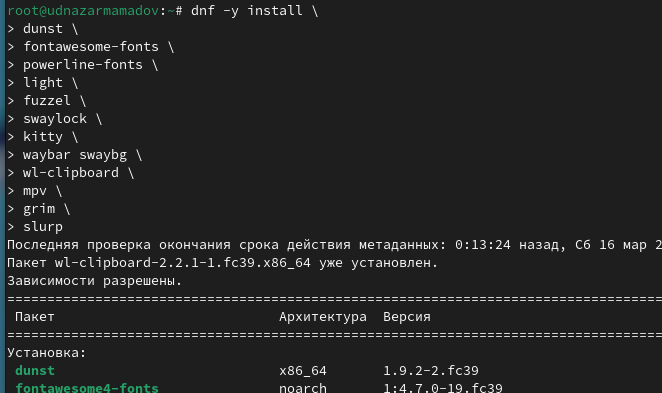 root@udnazarmamadov:~# dnf -y install \
> dunst \
> fontawesome-fonts \
> powerline-fonts \
> light \
> fuzzel \
> swaylock \
> kitty \
> waybar swaybg \
> wl-clipboard \
> mpv \
> grim \
> slurp
Последняя проверка окончания срока действия метаданных: 0:13:24 назад, Сб 16 мар 2
Пакет wl-clipboard-2.2.1-1.fc39.x86_64 уже установлен.
Зависимости разрешены.
================================================================================
Пакет Архитектура Версия
================================================================================
Установка:
dunst x86_64 1.9.2-2.fc39
fontawesome4-fonts noarch 1:4.7.0-19.fc39